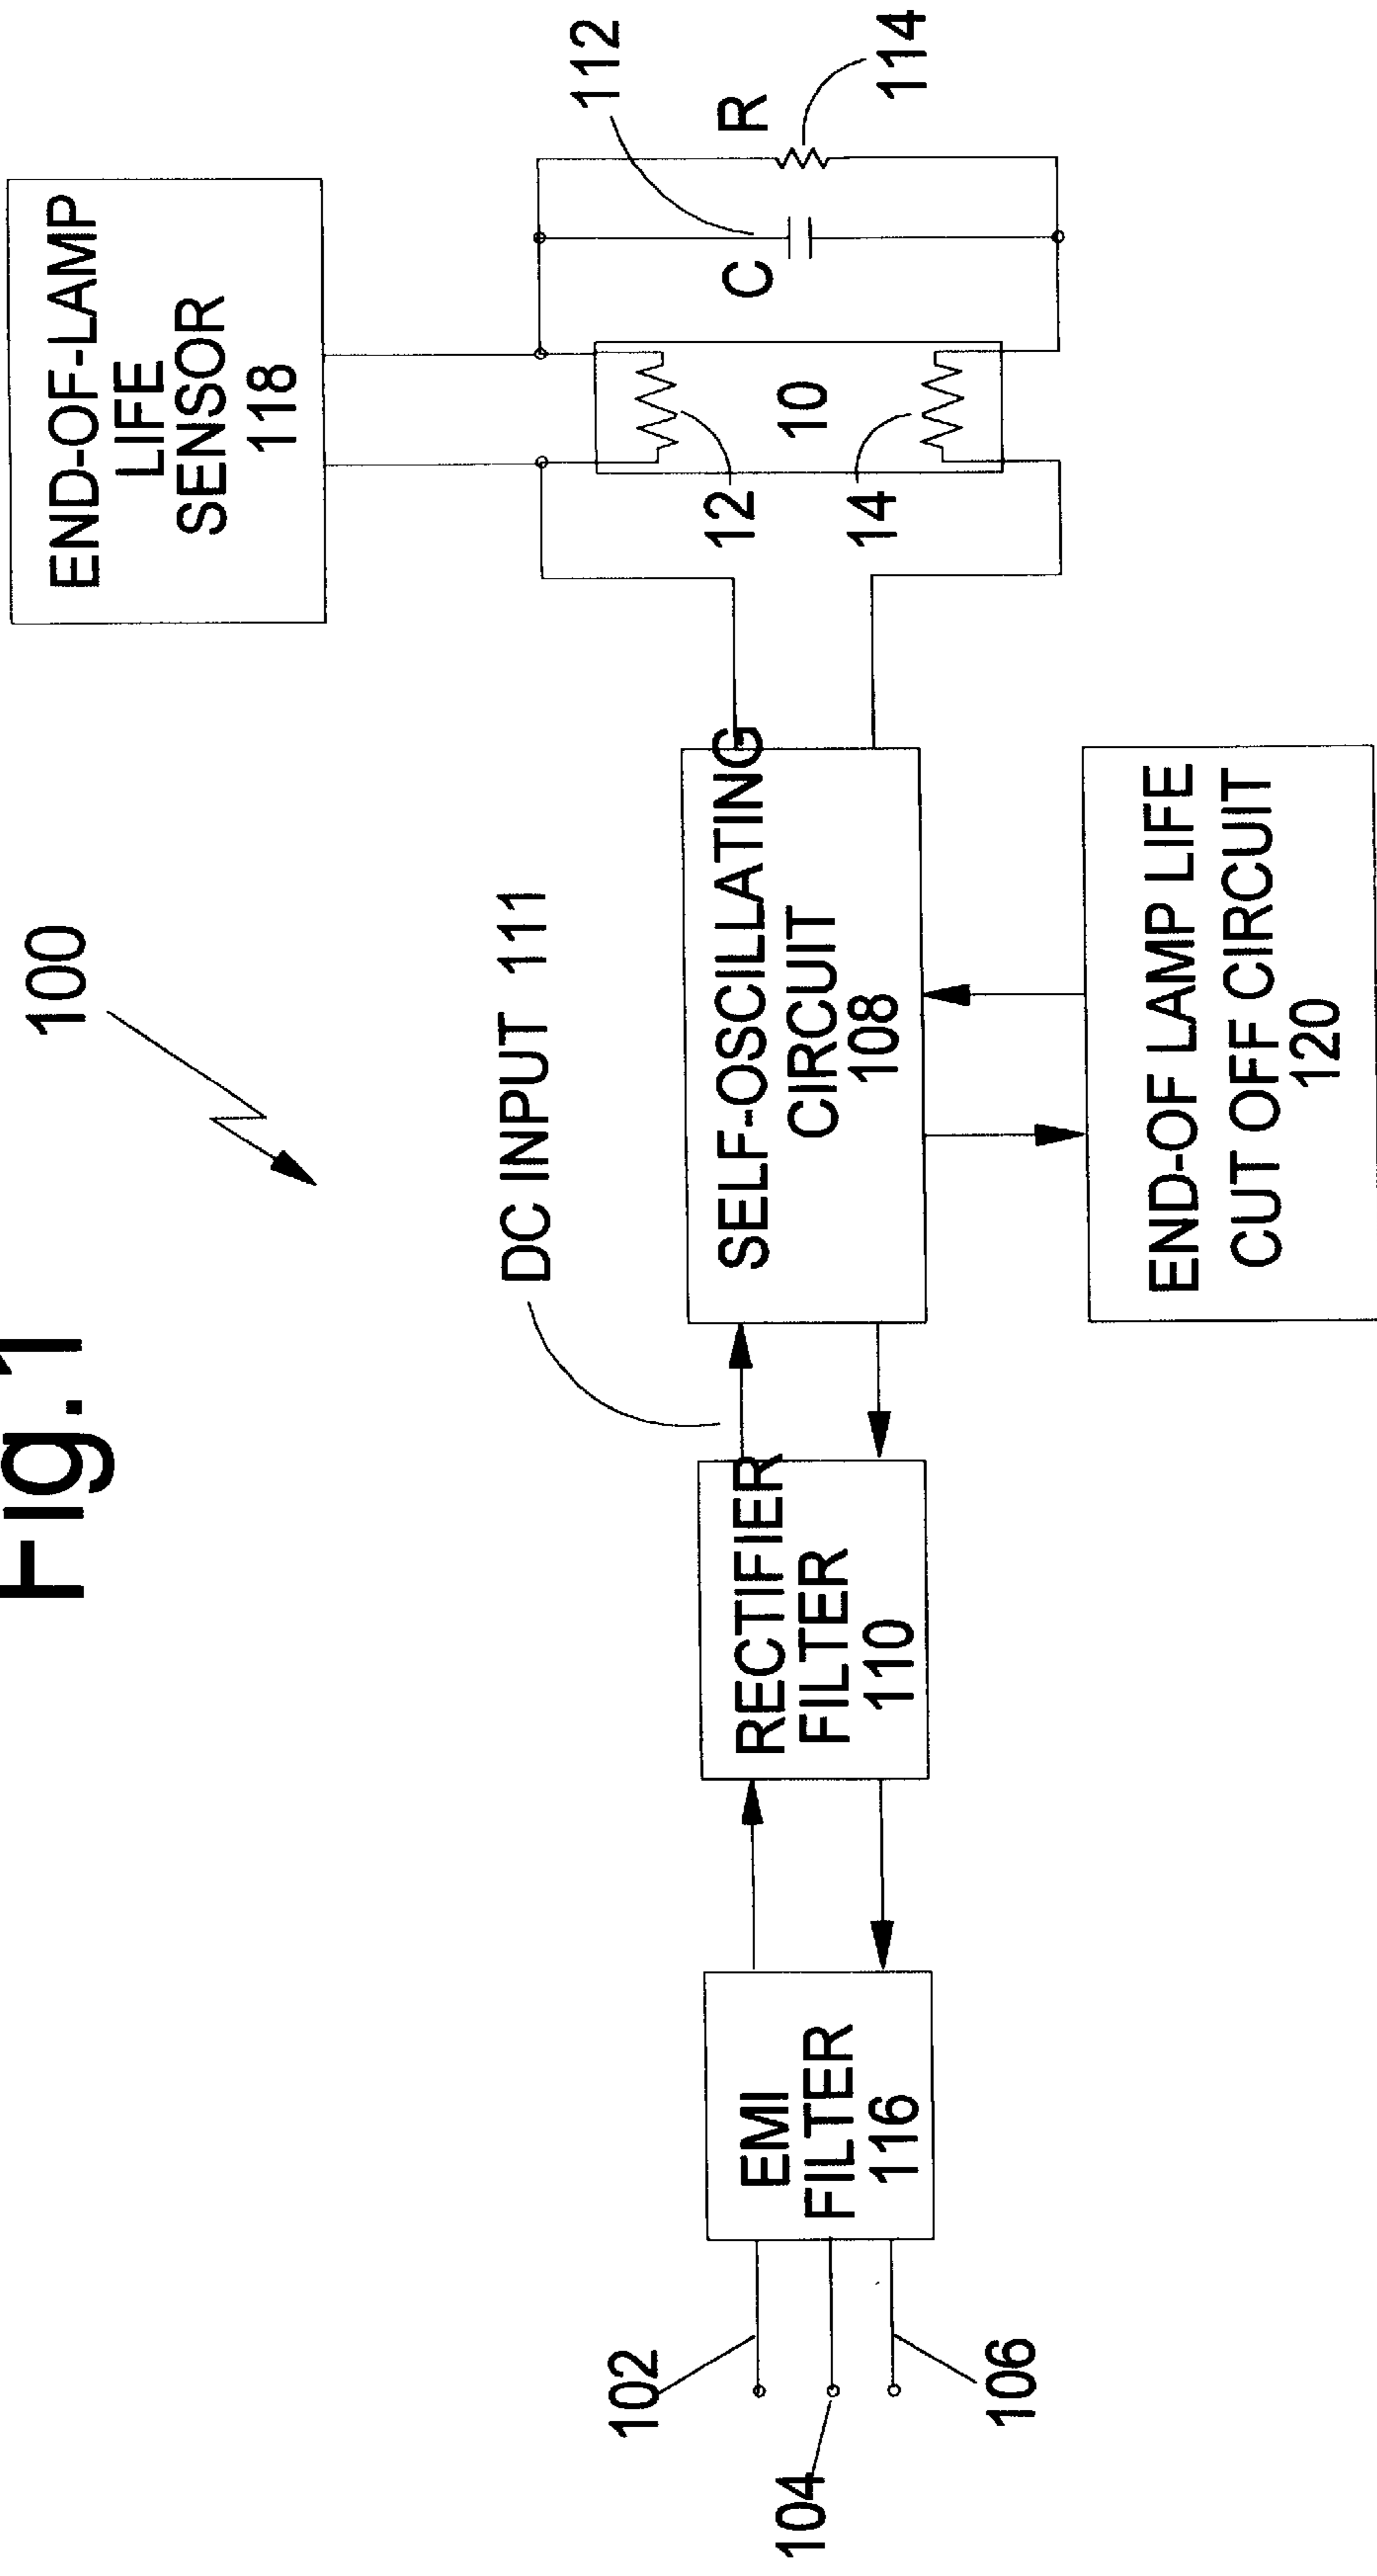 Fig.1
100
END-OF-LAMP
LIFE
SENSOR
118
DC INPUT 111
112
R
114
C
12
10
14
SELF-OSCILLATING
CIRCUIT
108
RECTIFIER
FILTER
110
EMI
FILTER
116
102
104
106
END-OF LAMP LIFE
CUT OFF CIRCUIT
120